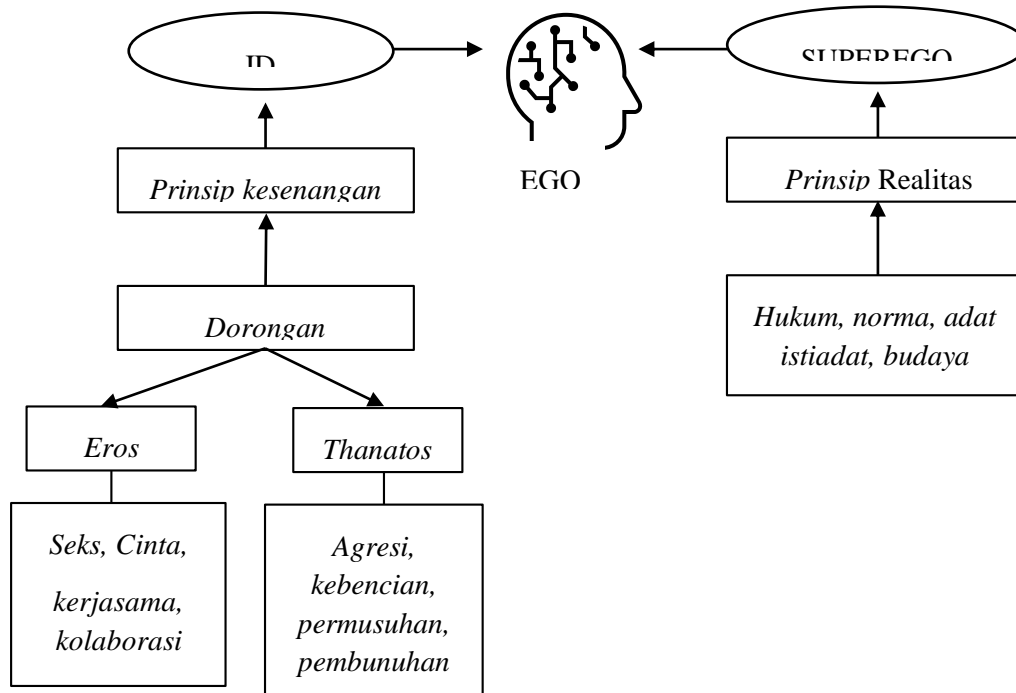 ID
SUPEREGO
EGO
Prinsip kesenangan
Prinsip Realitas
Dorongan
Hukum, norma, adat
istiadat, budaya
Eros
Thanatos
Seks, Cinta,
kerjasama,
kolaborasi
Agresi,
kebencian,
permusuhan,
pembunuhan